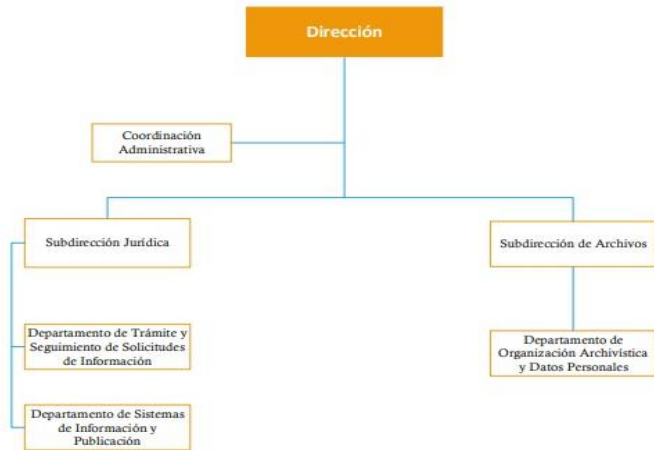 Dirección
Coordinación
Administrativa
Subdirección Jurídica
Subdirección de Archivos
Departamento de Trámite y
Seguimiento de Solicitudes
de Información
Departamento de
Organización Archivística
y Datos Personales
Departamento de Sistemas
de Información y
Publicación